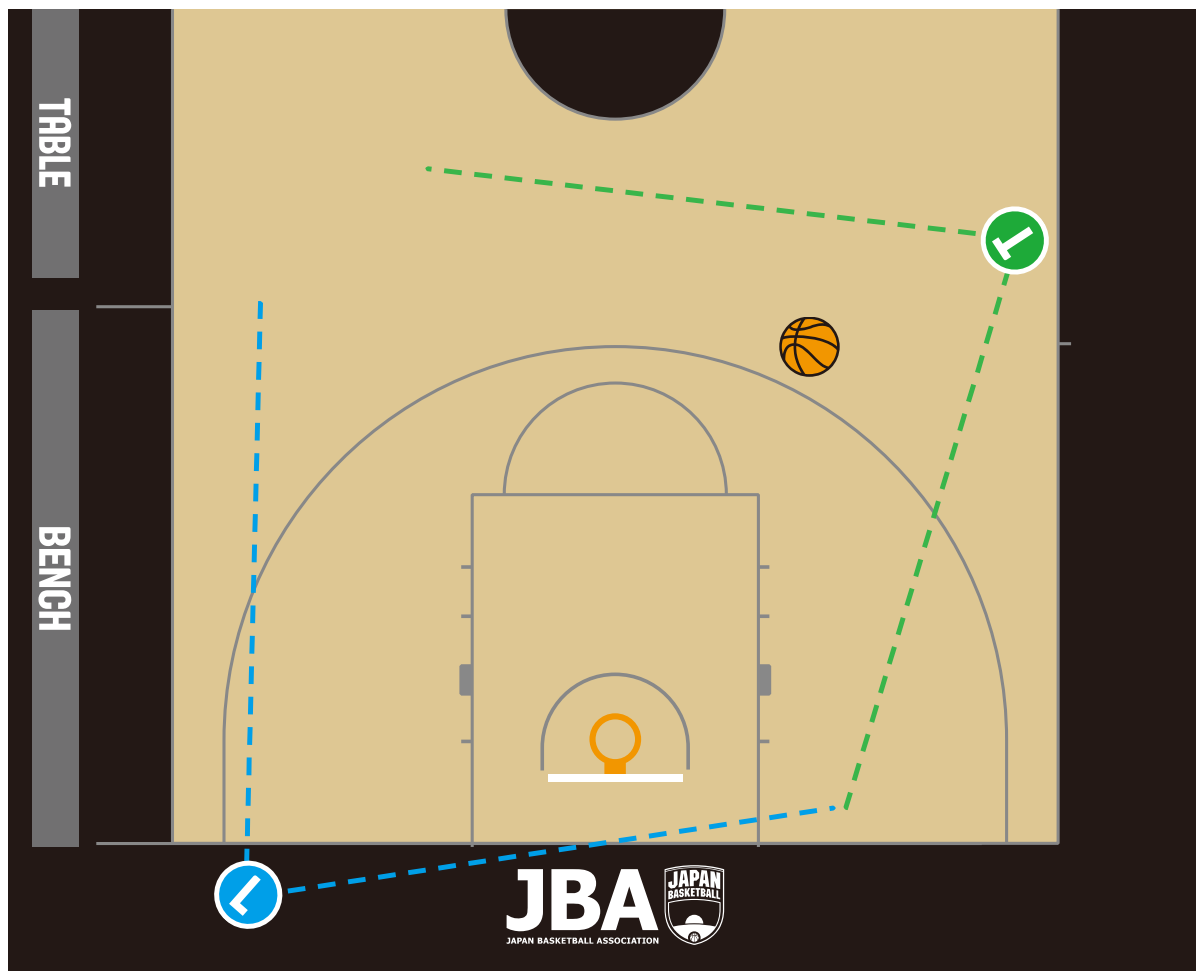 TABLE
T
BENCH
L
JBA
JAPAN BASKETBALL ASSOCIATION
JAPAN
BASKETBALL